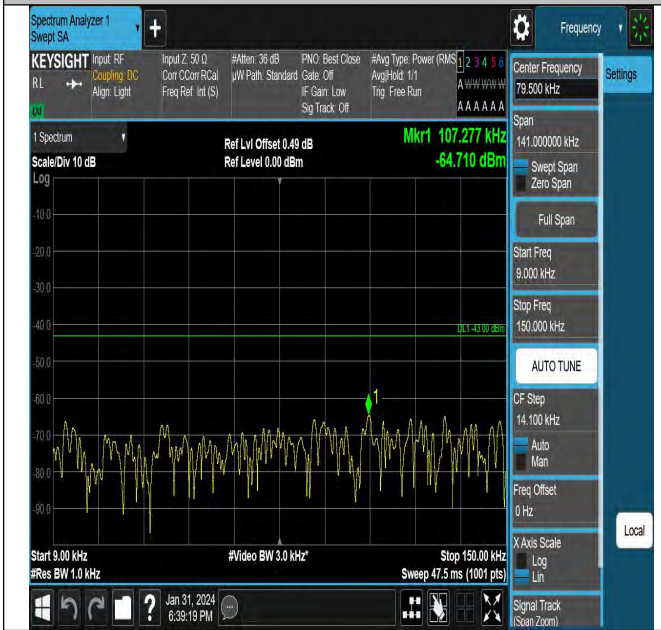 Spectrum Analyzer 1
Swept SA
+
Frequency
KEYSIGHT
RL
Input: RF
Coupling: DC
Align: Light
Input Z: 50 Ω
Corr CCorr RCal
Freq Ref: Int (S)
#Atten: 36 dB
µW Path: Standard
PNO: Best Close
Gate: Off
IF Gain: Low
Sig Track: Off
#Avg Type: Power (RMS
Avg|Hold: 1/1
Trig: Free Run
1 2 3 4 5 6
A W W W W W
A A A A A A
1 Spectrum
Scale/Div 10 dB
Log
Ref Lvl Offset 0.49 dB
Ref Level 0.00 dBm
Mkr1 107.277 kHz
-64.710 dBm
-10.0
-20.0
-30.0
-40.0
DL1 -43.00 dBm
-50.0
-60.0
1
-70.0
-80.0
-90.0
Start 9.00 kHz
#Res BW 1.0 kHz
#Video BW 3.0 kHz*
Stop 150.00 kHz
Sweep 47.5 ms (1001 pts)
?
Jan 31, 2024
6:39:19 PM
Center Frequency
79.500 kHz
Settings
Span
141.000000 kHz
Swept Span
Zero Span
Full Span
Start Freq
9.000 kHz
Stop Freq
150.000 kHz
AUTO TUNE
CF Step
14.100 kHz
Auto
Man
Freq Offset
0 Hz
X Axis Scale
Log
Lin
Local
Signal Track
(Span Zoom)